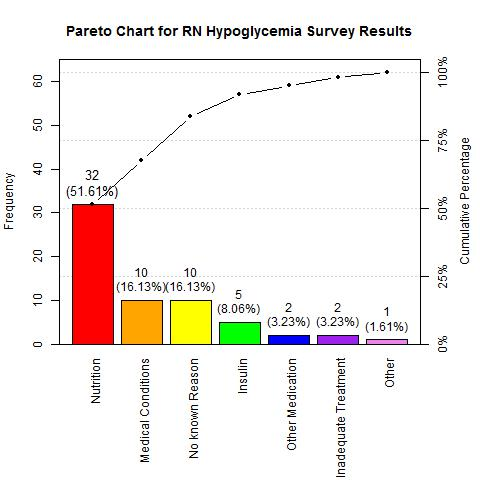 Pareto Chart for RN Hypoglycemia Survey Results
Frequency
60
50
40
30
20
10
0
32
(51.61%)
10
(16.13%)
10
(16.13%)
5
(8.06%)
2
(3.23%)
2
(3.23%)
1
(1.61%)
100%
75%
50%
25%
0%
Cumulative Percentage
Nutrition
Medical Conditions
No known Reason
Insulin
Other Medication
Inadequate Treatment
Other